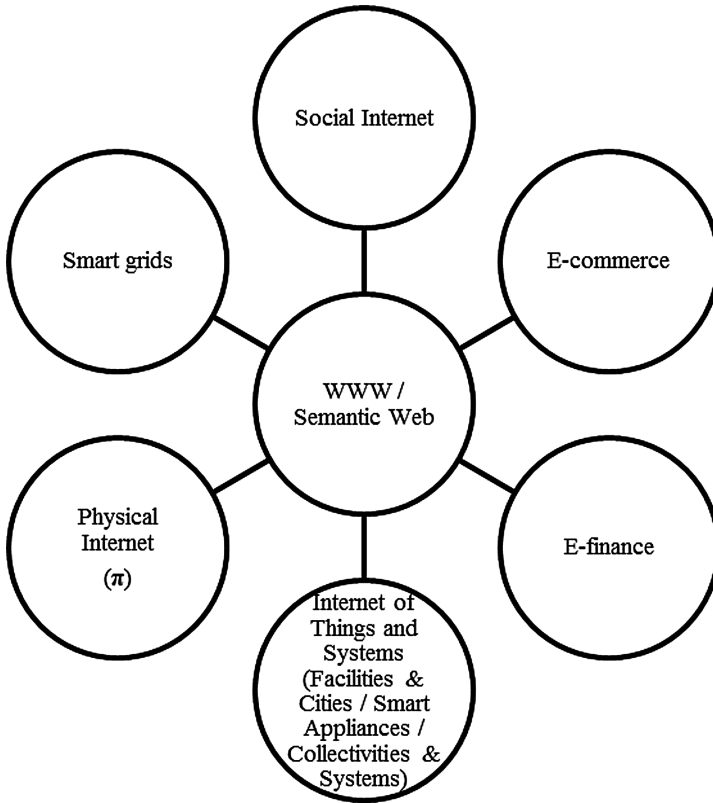 Social Internet
Smart grids
E-commerce
WWW /
Semantic Web
Physical
Internet
(π)
E-finance
Internet of
Things and
Systems
(Facilities &
Cities / Smart
Appliances /
Collectivities &
Systems)